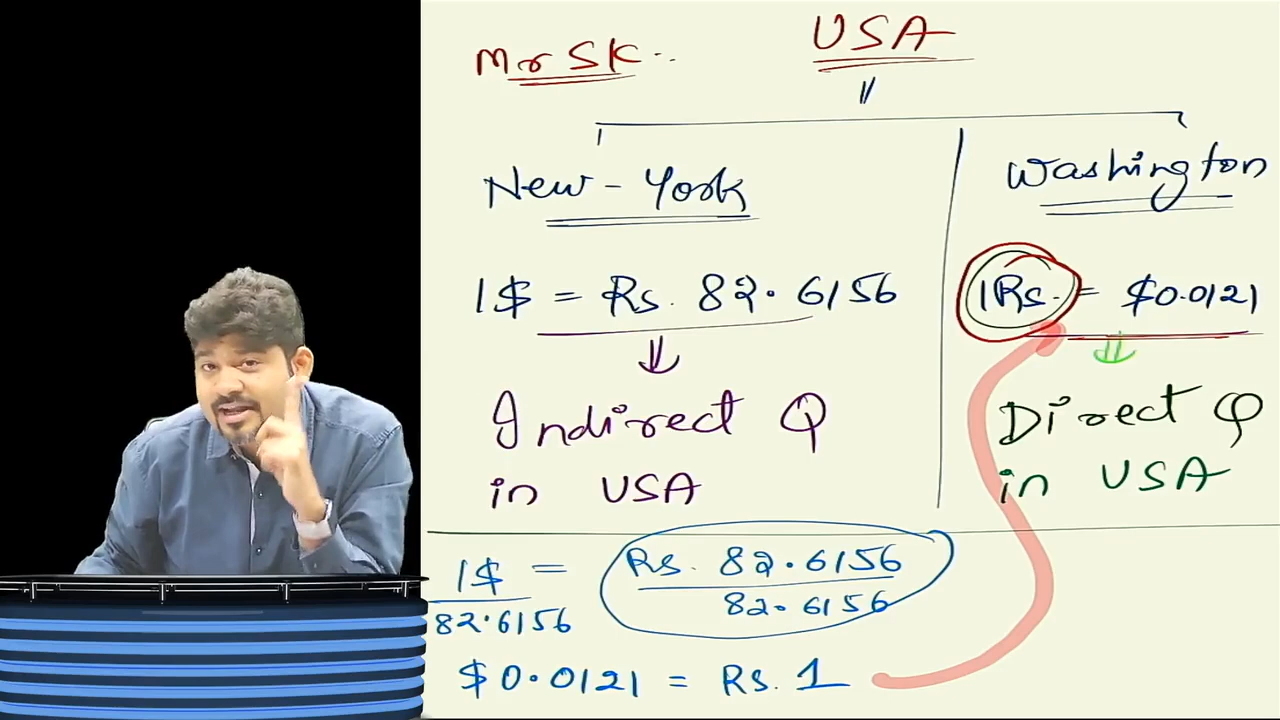 Mr SK..
USA
New-York
1$ = Rs. 82.6156
Indirect Q
in USA
Washington
1Rs. = $0.0121
Direct Q
in USA
1$ = Rs. 82.6156
82.6156 82.6156
$0.0121 = Rs. 1